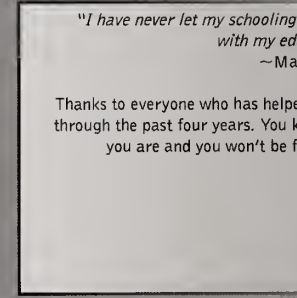 "I have never let my schooling
with my ed
~Ma
Thanks to everyone who has helpe
through the past four years. You k
you are and you won't be f